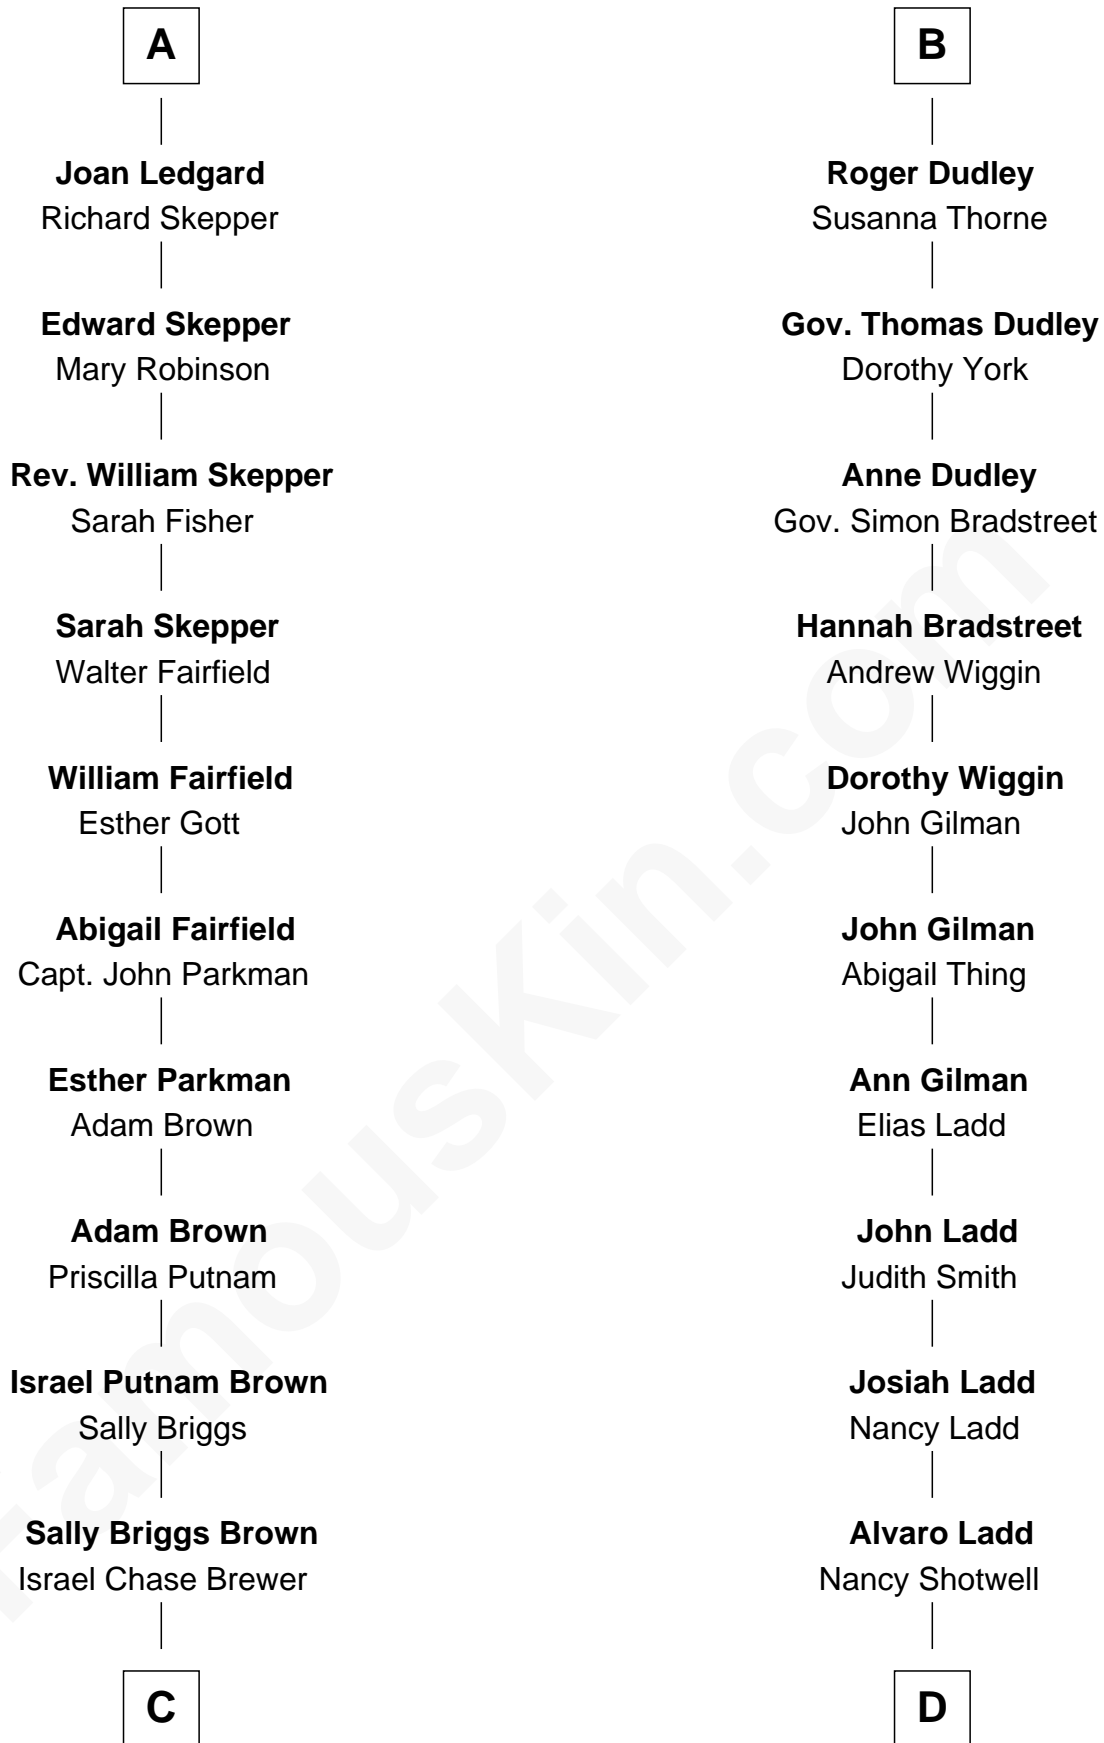 A
Joan Ledgard
Richard Skepper
Edward Skepper
Mary Robinson
Rev. William Skepper
Sarah Fisher
Sarah Skepper
Walter Fairfield
William Fairfield
Esther Gott
Abigail Fairfield
Capt. John Parkman
Esther Parkman
Adam Brown
Adam Brown
Priscilla Putnam
Israel Putnam Brown
Sally Briggs
Sally Briggs Brown
Israel Chase Brewer
C
B
Roger Dudley
Susanna Thorne
Gov. Thomas Dudley
Dorothy York
Anne Dudley
Gov. Simon Bradstreet
Hannah Bradstreet
Andrew Wiggin
Dorothy Wiggin
John Gilman
John Gilman
Abigail Thing
Ann Gilman
Elias Ladd
John Ladd
Judith Smith
Josiah Ladd
Nancy Ladd
Alvaro Ladd
Nancy Shotwell
D
FamousKin.com